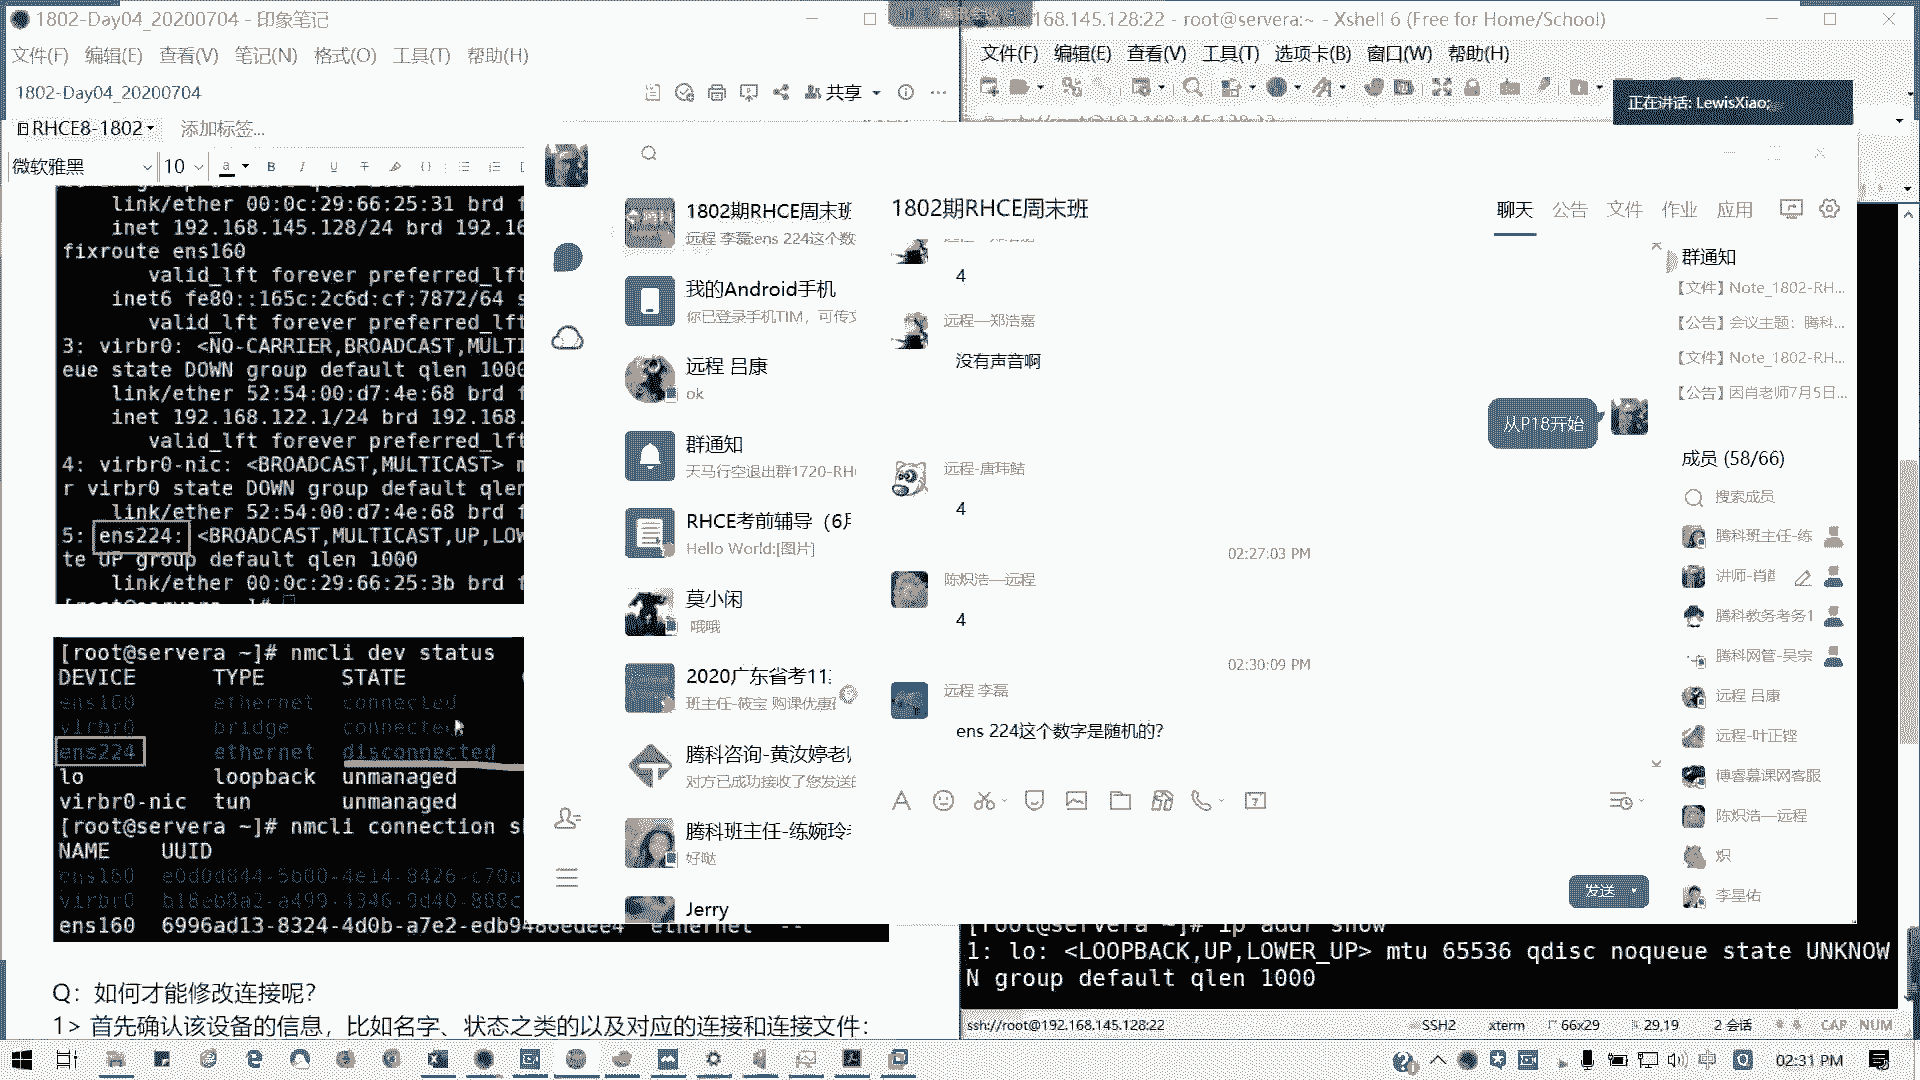 1802-Day04_20200704 - 印象笔记
文件(F) 编辑(E) 查看(V) 笔记(N) 格式(O) 工具(T) 帮助(H)
1802-Day04_20200704
共享
RHCE8-1802
添加标签...
微软雅黑
10
link/ether 00:0c:29:66:25:31 brd f
inet 192.168.145.128/24 brd 192.16
fixroute ens160
valid_lft forever preferred_lft
inet6 fe80::165c:2c6d:cf:7872/64 s
valid_lft forever preferred_lft
3: virbr0: <NO-CARRIER,BROADCAST,MULTI
eue state DOWN group default qlen 1000
link/ether 52:54:00:d7:4e:68 brd f
inet 192.168.122.1/24 brd 192.168.
valid_lft forever preferred_lft
4: virbr0-nic: <BROADCAST,MULTICAST> m
r virbr0 state DOWN group default qlen
link/ether 52:54:00:d7:4e:68 brd f
5: ens224: <BROADCAST,MULTICAST,UP,LOW
te UP group default qlen 1000
link/ether 00:0c:29:66:25:3b brd f
[root@servera ~]# nmcli dev status
DEVICE TYPE STATE
ens160 ethernet connected
virbr0 bridge connected
ens224 ethernet disconnected
lo loopback unmanaged
virbr0-nic tun unmanaged
[root@servera ~]# nmcli connection s
NAME UUID
ens160 e0d0d844-5b00-4e14-8426-c70a
virbr0
ens160 6996ad13-8324-4d0b-a7e2-edb9486edee4 ethernet --
Q：如何才能修改连接呢？
1> 首先确认该设备的信息，比如名字、状态之类的以及对应的连接和连接文件：
168.145.128:22 - root@servera:~ - Xshell 6 (Free for Home/School)
文件(F) 编辑(E) 查看(V) 工具(T) 选项卡(B) 窗口(W) 帮助(H)
正在讲话: LewisXiao;
1802期RHCE周末班
远程 李磊:ens 224这个数
我的Android手机
你已登录手机TIM，可传文
远程 吕康
ok
群通知
天马行空退出群1720-RH
RHCE考前辅导（6月
Hello World:[图片]
莫小闲
哦哦
2020广东省考11
班主任-筱宝 购课优惠
腾科咨询-黄汝婷老
对方已成功接收了您发送的
腾科班主任-练婉玲
好哒
Jerry
1802期RHCE周末班
聊天 公告 文件 作业 应用
4
远程—郑浩嘉
没有声音啊
从P18开始
4
02:27:03 PM
陈炽浩—远程
4
02:30:09 PM
远程 李磊
ens 224这个数字是随机的?
发送
群通知
【文件】Note_1802-RH...
【公告】会议主题：腾科...
【文件】Note_1802-RH...
【公告】因肖老师7月5日...
成员 (58/66)
搜索成员
腾科班主任-练
腾科教务考务1
腾科网管-吴宗
远程 吕康
远程-叶正铿
博睿慕课网客服
陈炽浩—远程
炽
李星佑
[root@servera ~]# ip addr show
1: lo: <LOOPBACK,UP,LOWER_UP> mtu 65536 qdisc noqueue state UNKNOW
N group default qlen 1000
ssh://root@192.168.145.128:22 SSH2 xterm 66x29 29,19 2 会话 CAP NUM
02:31 PM